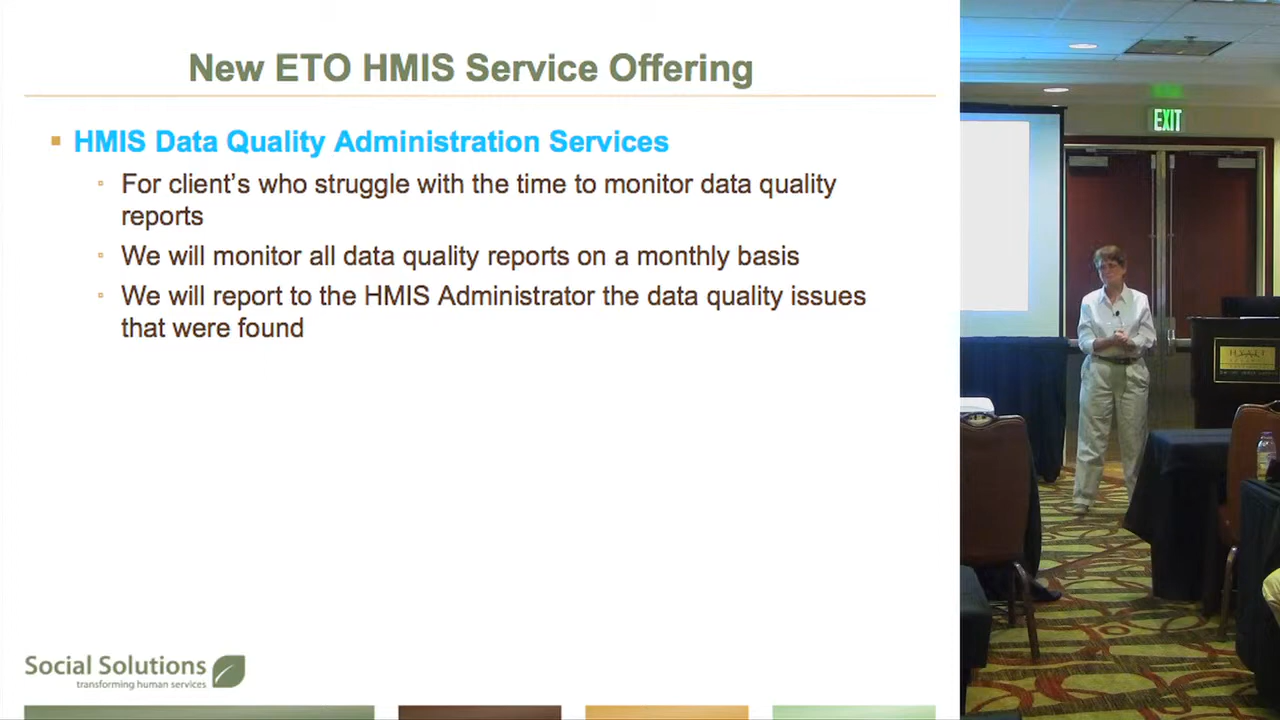 New ETO HMIS Service Offering
HMIS Data Quality Administration Services
For client's who struggle with the time to monitor data quality
reports
We will monitor all data quality reports on a monthly basis
We will report to the HMIS Administrator the data quality issues
that were found
Social Solutions
transforming human services
EXIT
HYATT